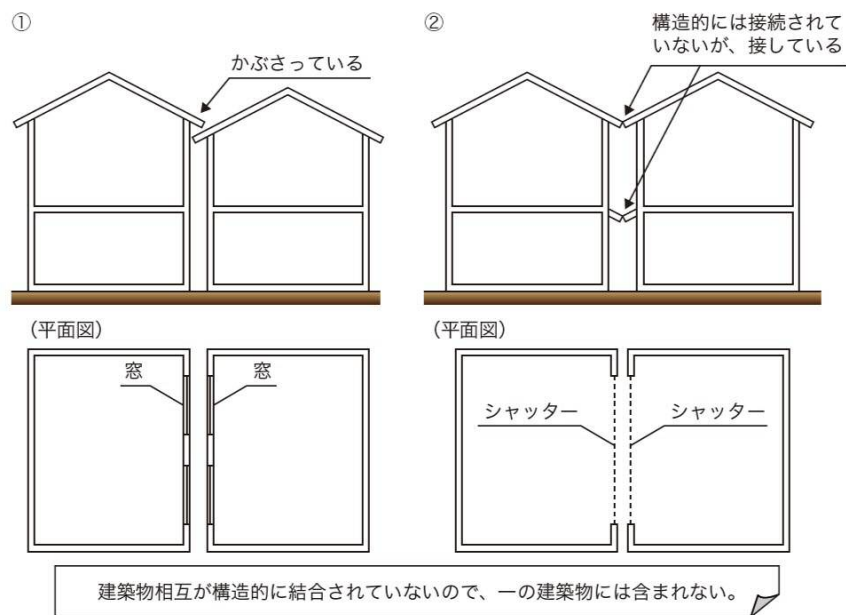 ①
かぶさっている
②
構造的には接続されて
いないが、接している
（平面図）
窓
窓
（平面図）
シャッター
シャッター
建築物相互が構造的に結合されていないので、一の建築物には含まれない。